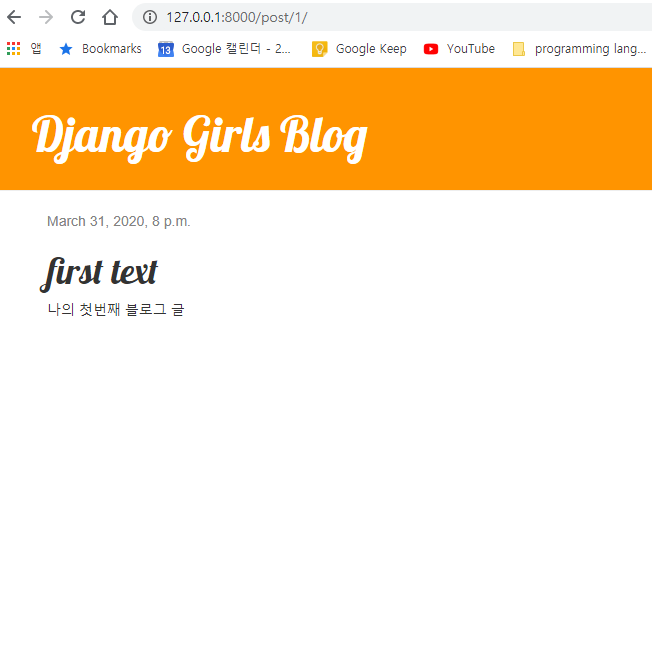 127.0.0.1:8000/post/1/
앱 Bookmarks 13 Google 캘린더 - 2... Google Keep YouTube programming lang...
Django Girls Blog
March 31, 2020, 8 p.m.
first text
나의 첫번째 블로그 글